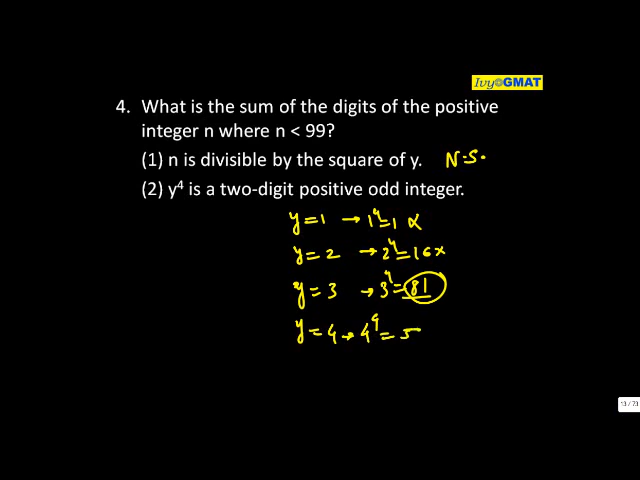 Ivy GMAT
4. What is the sum of the digits of the positive
integer n where n < 99?
(1) n is divisible by the square of y. N·S·
(2) y⁴ is a two-digit positive odd integer.
y = 1 → 1⁴ = 1 x
y = 2 → 2⁴ = 16 x
y = 3 → 3⁴ = 81
y = 4 → 4⁴ = 5
13 / 73